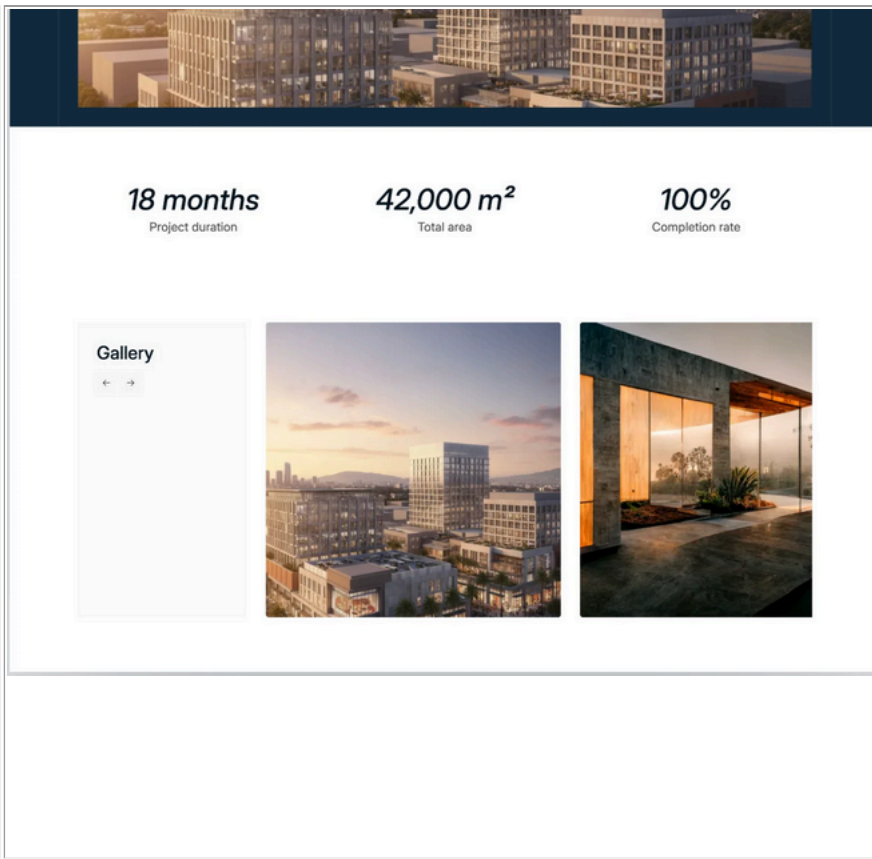 18 months
Project duration
42,000 m²
Total area
100%
Completion rate
Gallery
← →